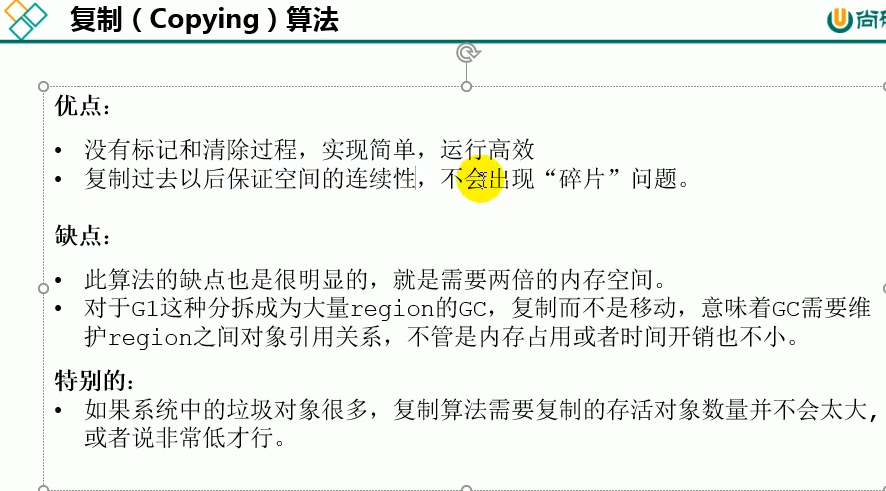 复制（Copying）算法
尚
优点：
• 没有标记和清除过程，实现简单，运行高效
• 复制过去以后保证空间的连续性，不会出现“碎片”问题。
缺点：
• 此算法的缺点也是很明显的，就是需要两倍的内存空间。
• 对于G1这种分拆成为大量region的GC，复制而不是移动，意味着GC需要维
护region之间对象引用关系，不管是内存占用或者时间开销也不小。
特别的：
• 如果系统中的垃圾对象很多，复制算法需要复制的存活对象数量并不会太大，
或者说非常低才行。